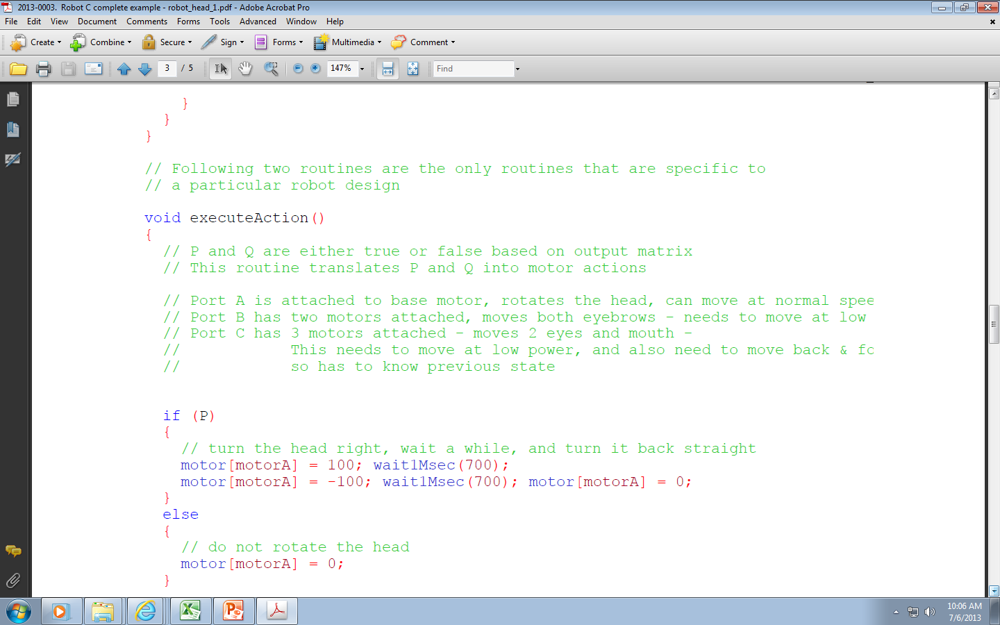 2013-0003. Robot C complete example - robot_head_1.pdf - Adobe Acrobat Pro
File Edit View Document Comments Forms Tools Advanced Window Help
Create Combine Secure Sign Forms Multimedia Comment
3 / 5 147% Find
}
}
}
// Following two routines are the only routines that are specific to
// a particular robot design
void executeAction()
{
// P and Q are either true or false based on output matrix
// This routine translates P and Q into motor actions
// Port A is attached to base motor, rotates the head, can move at normal spee
// Port B has two motors attached, moves both eyebrows - needs to move at low
// Port C has 3 motors attached - moves 2 eyes and mouth -
// This needs to move at low power, and also need to move back & fo
// so has to know previous state
if (P)
{
// turn the head right, wait a while, and turn it back straight
motor[motorA] = 100; wait1Msec(700);
motor[motorA] = -100; wait1Msec(700); motor[motorA] = 0;
}
else
{
// do not rotate the head
motor[motorA] = 0;
}
10:06 AM
7/6/2013